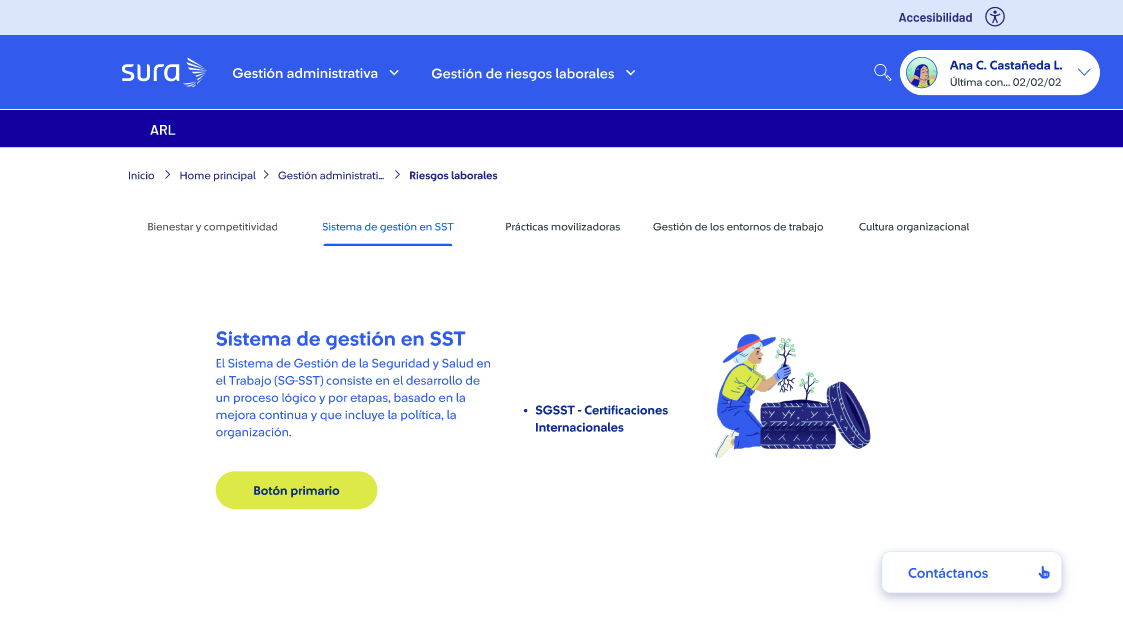 Accesibilidad
sura
Gestión administrativa
Gestión de riesgos laborales
Ana C. Castañeda L.
Última con... 02/02/02
ARL
Inicio > Home principal > Gestión administrati... > Riesgos laborales
Bienestar y competitividad
Sistema de gestión en SST
Prácticas movilizadoras
Gestión de los entornos de trabajo
Cultura organizacional
Sistema de gestión en SST
El Sistema de Gestión de la Seguridad y Salud en
el Trabajo (SG-SST) consiste en el desarrollo de
un proceso lógico y por etapas, basado en la
mejora continua y que incluye la política, la
organización.
• SGSST - Certificaciones
Internacionales
Botón primario
Contáctanos